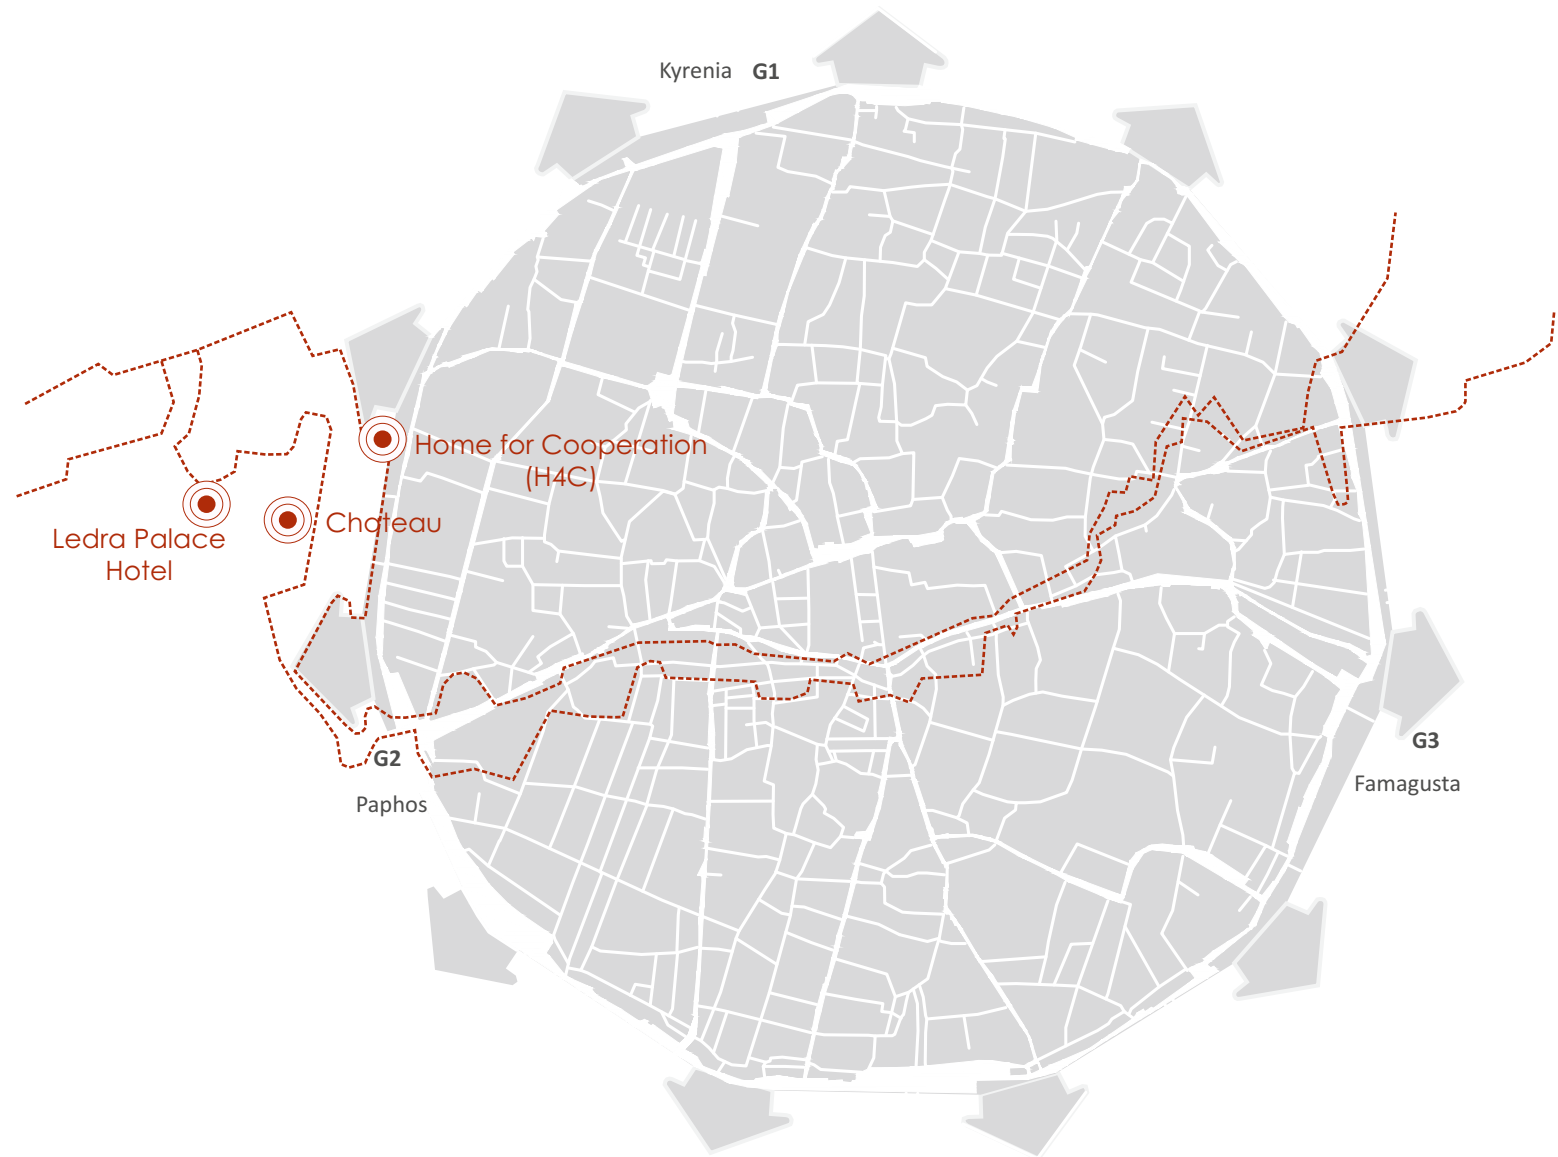 Kyrenia G1
Home for Cooperation
(H4C)
Chateau
Ledra Palace
Hotel
G2
Paphos
G3
Famagusta